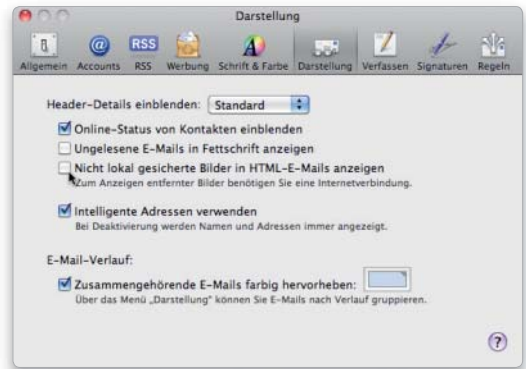 Darstellung
Allgemein Accounts RSS Werbung Schrift & Farbe Darstellung Verfassen Signaturen Regeln
RSS
Header-Details einblenden: Standard
Online-Status von Kontakten einblenden
Ungelesene E-Mails in Fettschrift anzeigen
Nicht lokal gesicherte Bilder in HTML-E-Mails anzeigen
Zum Anzeigen entfernter Bilder benötigen Sie eine Internetverbindung.
Intelligente Adressen verwenden
Bei Deaktivierung werden Namen und Adressen immer angezeigt.
E-Mail-Verlauf:
Zusammengehörende E-Mails farbig hervorheben:
Über das Menü „Darstellung" können Sie E-Mails nach Verlauf gruppieren.
?